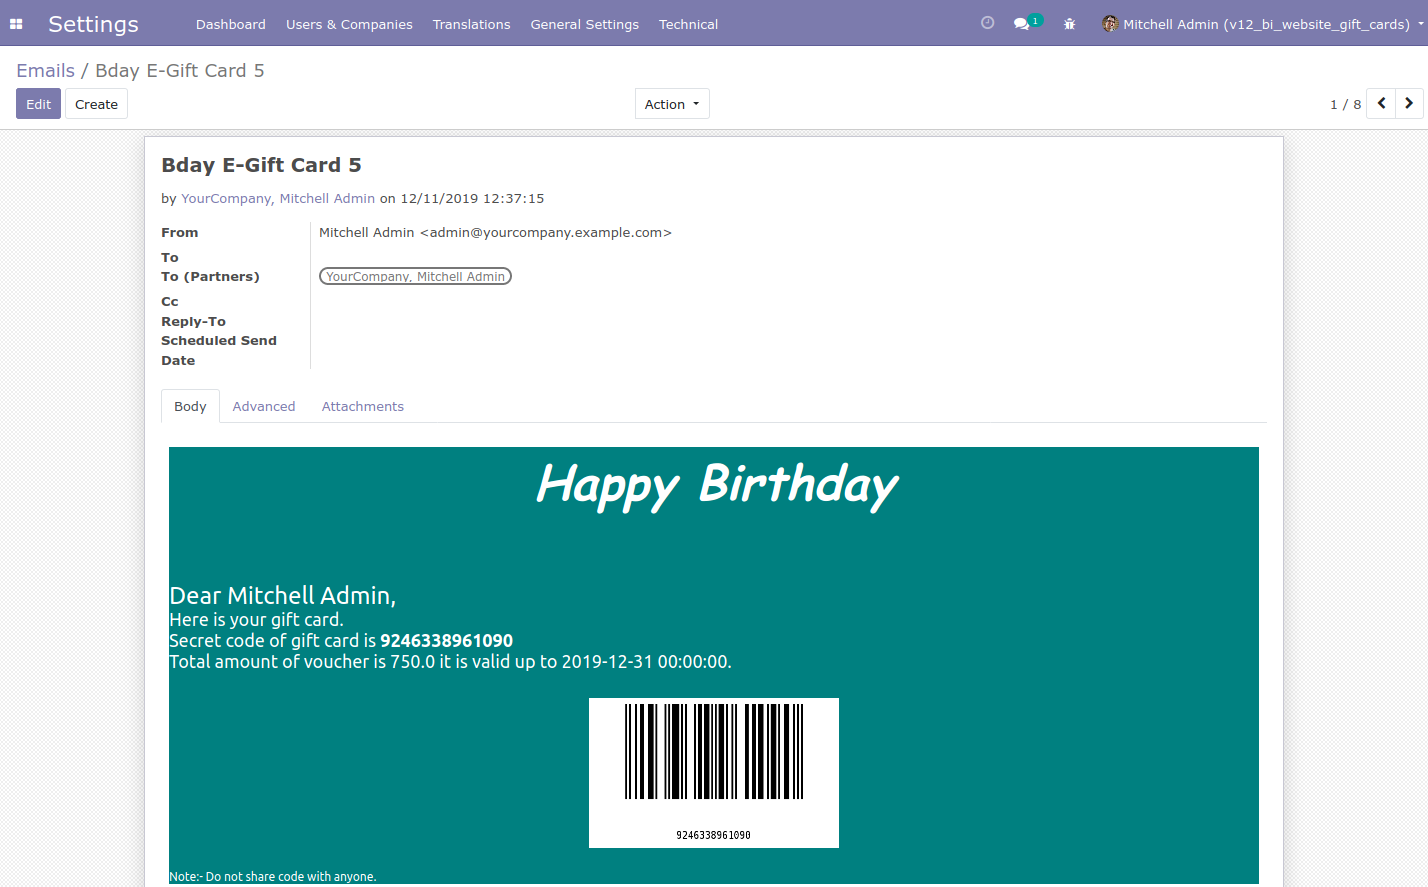 Settings Dashboard Users & Companies Translations General Settings Technical 1 Mitchell Admin (v12_bi_website_gift_cards)
Emails / Bday E-Gift Card 5
Edit Create Action 1 / 8
Bday E-Gift Card 5
by YourCompany, Mitchell Admin on 12/11/2019 12:37:15
From Mitchell Admin <admin@yourcompany.example.com>
To
To (Partners) YourCompany, Mitchell Admin
Cc
Reply-To
Scheduled Send
Date
Body Advanced Attachments
Happy Birthday
Dear Mitchell Admin,
Here is your gift card.
Secret code of gift card is 9246338961090
Total amount of voucher is 750.0 it is valid up to 2019-12-31 00:00:00.
9246338961090
Note:- Do not share code with anyone.